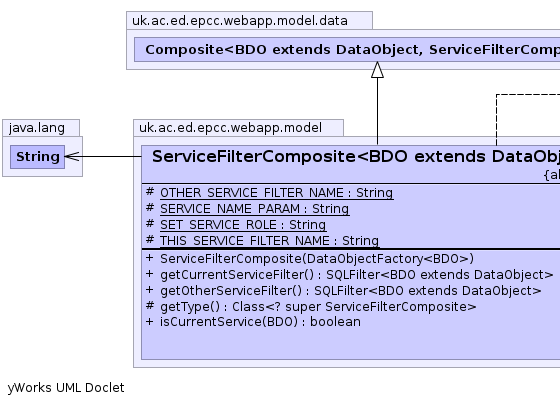 uk.ac.ed.epcc.webapp.model.data
Composite<BDO extends DataObject, ServiceFilterComp
java.lang
String
uk.ac.ed.epcc.webapp.model
ServiceFilterComposite<BDO extends DataObj
{al
# OTHER_SERVICE_FILTER_NAME : String
# SERVICE_NAME_PARAM : String
# SET_SERVICE_ROLE : String
# THIS_SERVICE_FILTER_NAME : String
+ ServiceFilterComposite(DataObjectFactory<BDO>)
+ getCurrentServiceFilter() : SQLFilter<BDO extends DataObject>
+ getOtherServiceFilter() : SQLFilter<BDO extends DataObject>
# getType() : Class<? super ServiceFilterComposite>
+ isCurrentService(BDO) : boolean
yWorks UML Doclet